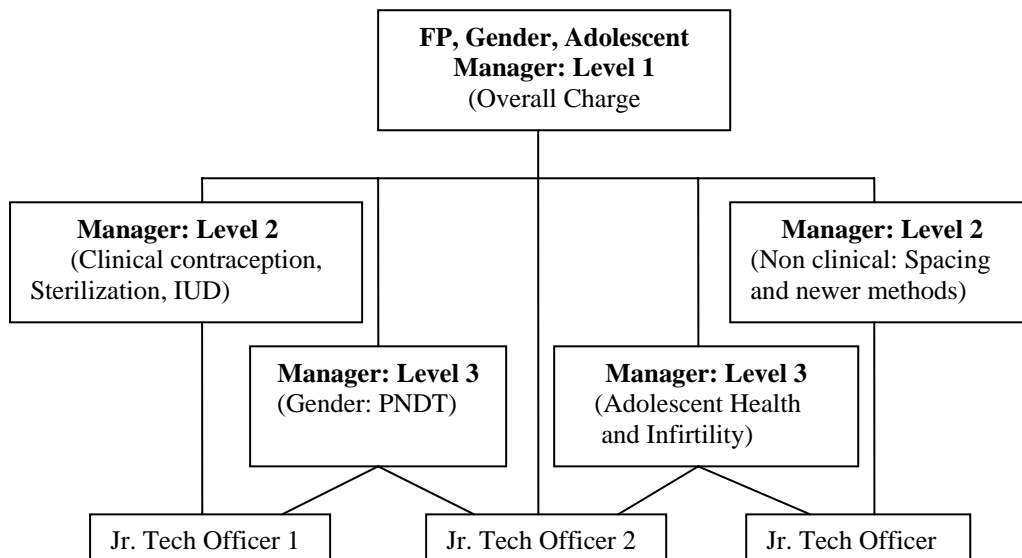 FP, Gender, Adolescent
Manager: Level 1
(Overall Charge
Manager: Level 2
(Clinical contraception,
Sterilization, IUD)
Manager: Level 2
(Non clinical: Spacing
and newer methods)
Manager: Level 3
(Gender: PNDT)
Manager: Level 3
(Adolescent Health
and Infirtility)
Jr. Tech Officer 1
Jr. Tech Officer 2
Jr. Tech Officer